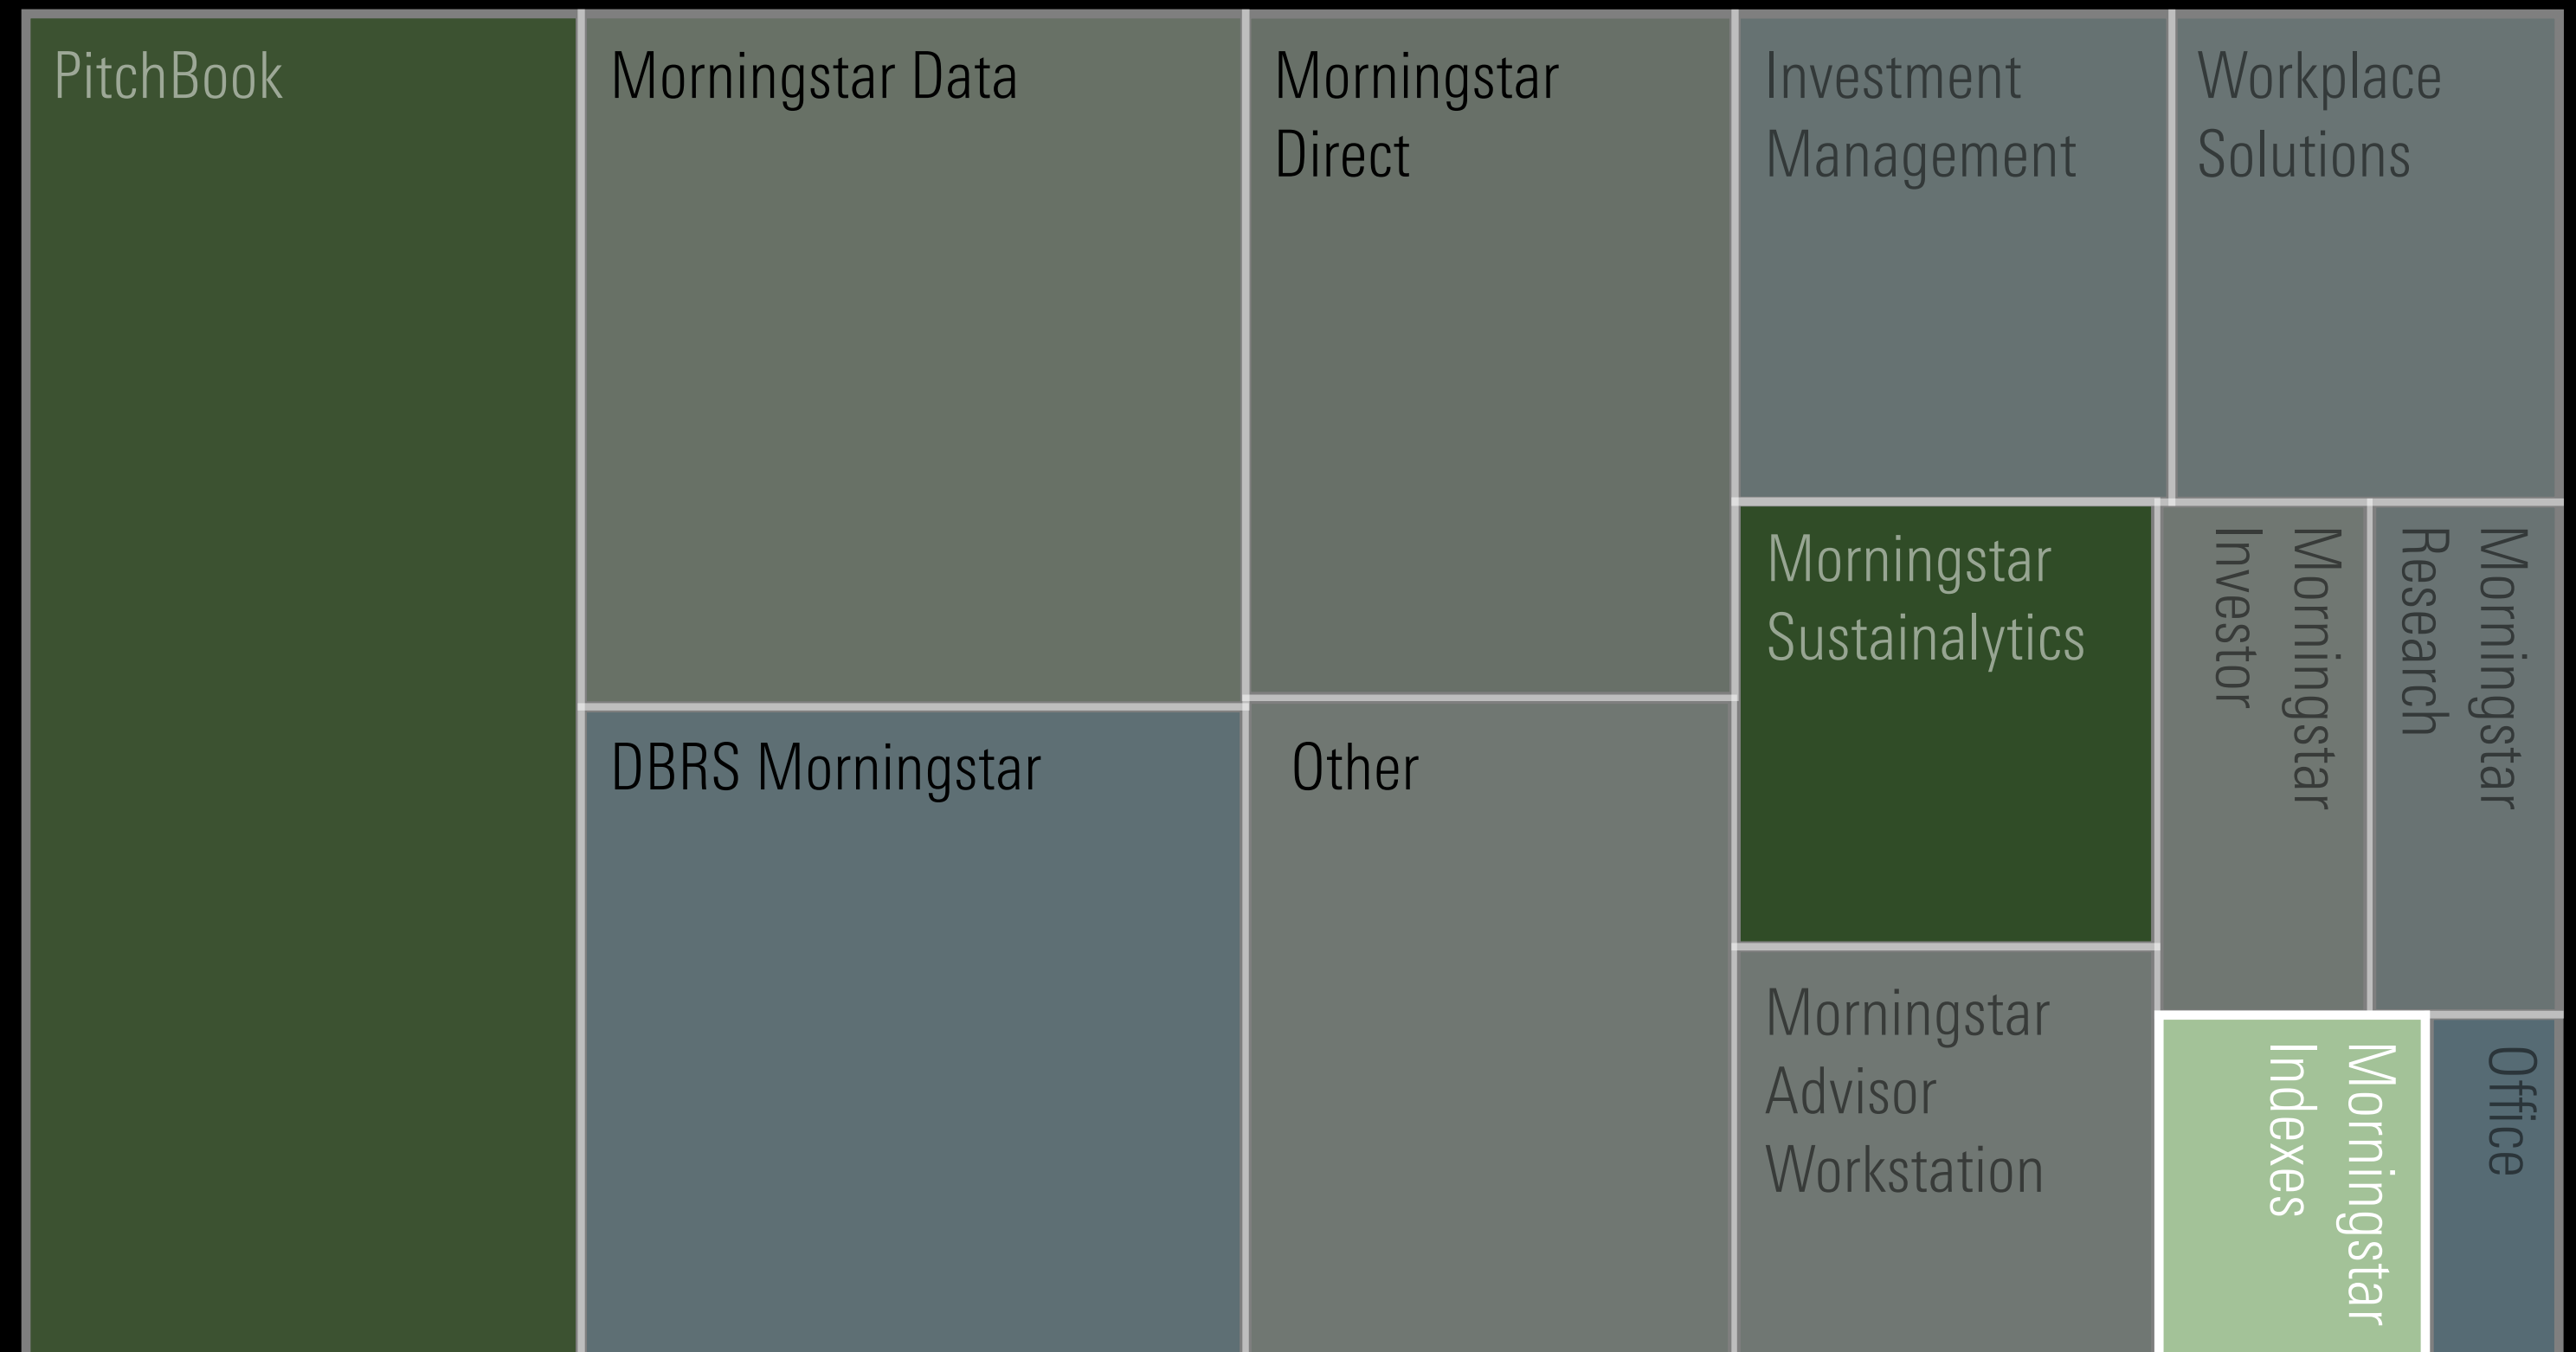 PitchBook
Morningstar Data
Morningstar
Direct
Investment
Management
Workplace
Solutions
DBRS Morningstar
Other
Morningstar
Sustainalytics
Morningstar
Investor
Morningstar
Research
Morningstar
Advisor
Workstation
Morningstar
Indexes
Office